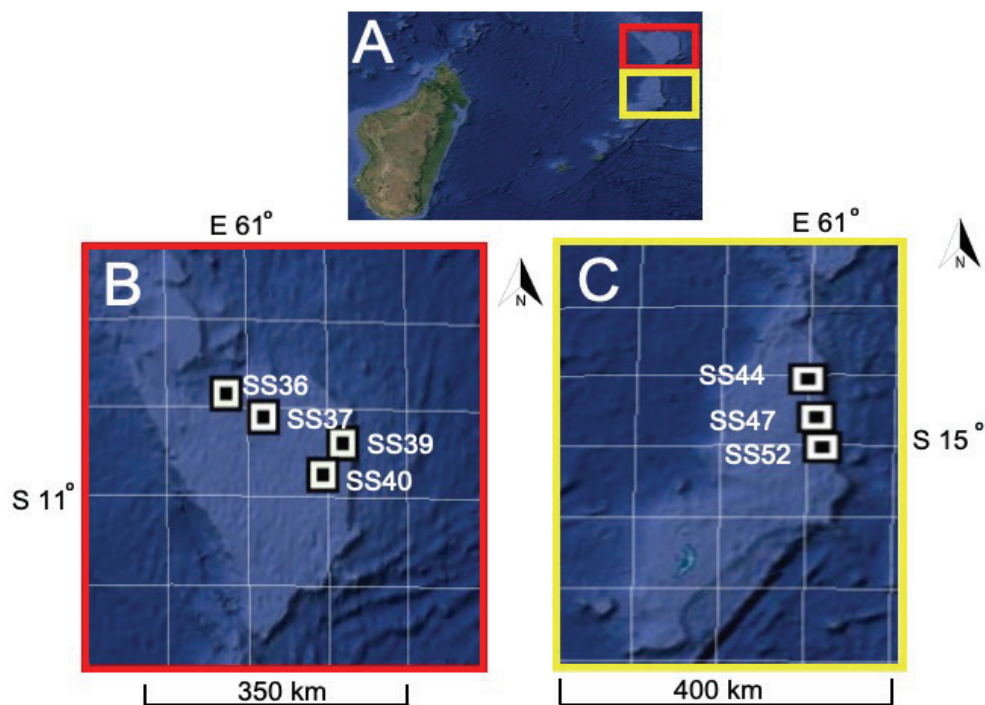 A
E 61°
E 61°
B
N
C
N
SS36
SS37
SS39
SS40
S 11°
SS44
SS47
SS52
S 15°
350 km
400 km